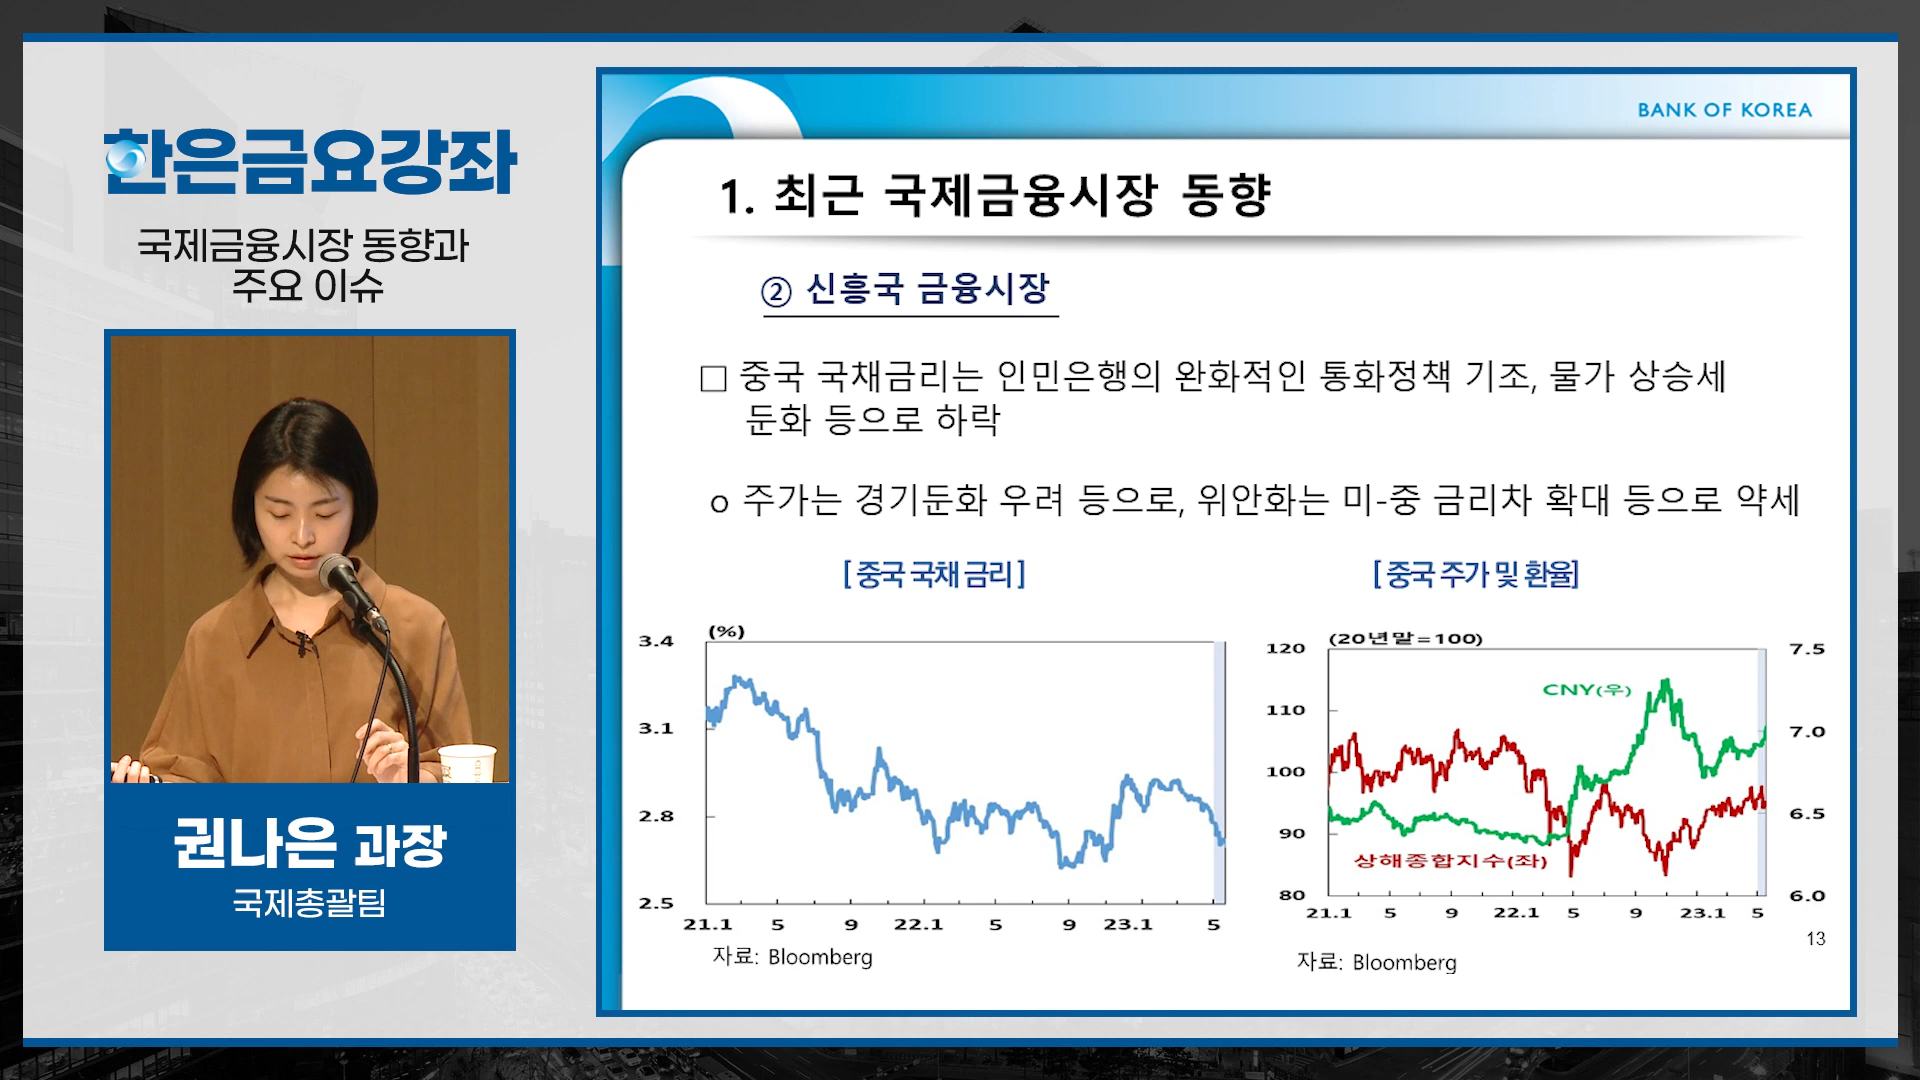 한은금요강좌
국제금융시장 동향과
주요 이슈
권나은 과장
국제총괄팀
BANK OF KOREA
1. 최근 국제금융시장 동향
② 신흥국 금융시장
□ 중국 국채금리는 인민은행의 완화적인 통화정책 기조, 물가 상승세
둔화 등으로 하락
o 주가는 경기둔화 우려 등으로, 위안화는 미-중 금리차 확대 등으로 약세
[ 중국 국채 금리 ]
(%)
3.4
3.1
2.8
2.5
21.1 5 9 22.1 5 9 23.1 5
자료: Bloomberg
[ 중국 주가 및 환율]
(20년말=100)
120
110
100
90
80
7.5
7.0
6.5
6.0
CNY(우)
상해종합지수(좌)
21.1 5 9 22.1 5 9 23.1 5
자료: Bloomberg
13